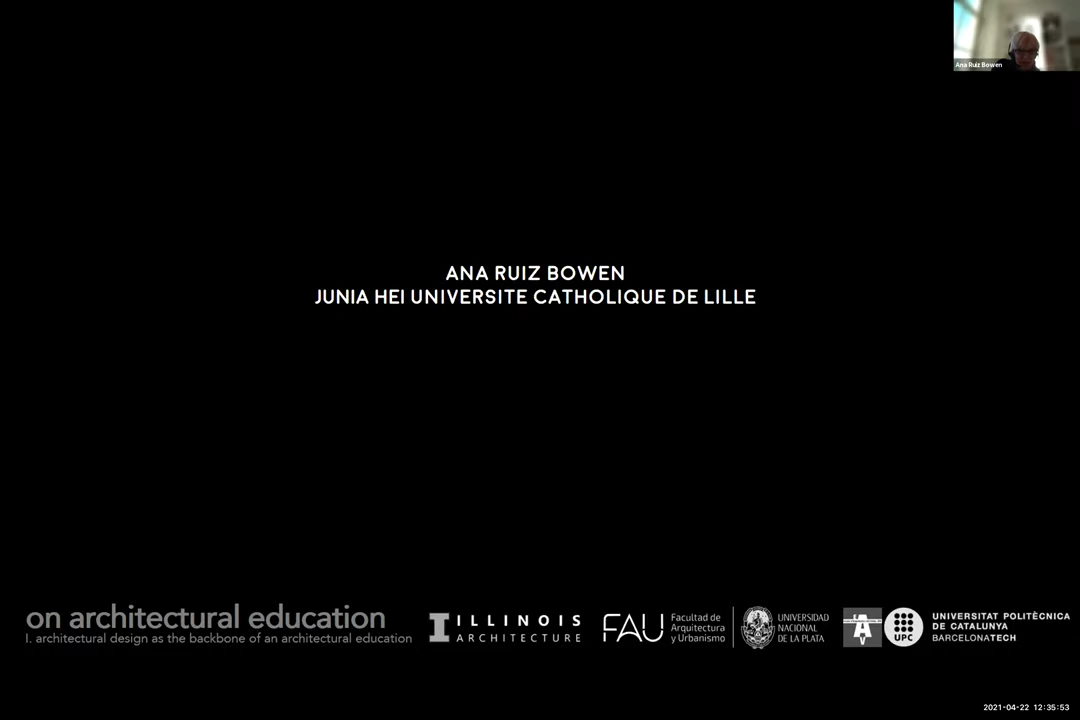 Ana Ruiz Bowen
ANA RUIZ BOWEN
JUNIA HEI UNIVERSITE CATHOLIQUE DE LILLE
on architectural education
I. architectural design as the backbone of an architectural education
ILLINOIS
ARCHITECTURE
FAU
Facultad de
Arquitectura
y Urbanismo
UNIVERSIDAD
NACIONAL
DE LA PLATA
UPC
UNIVERSITAT POLITÈCNICA
DE CATALUNYA
BARCELONATECH
2021-04-22 12:35:53